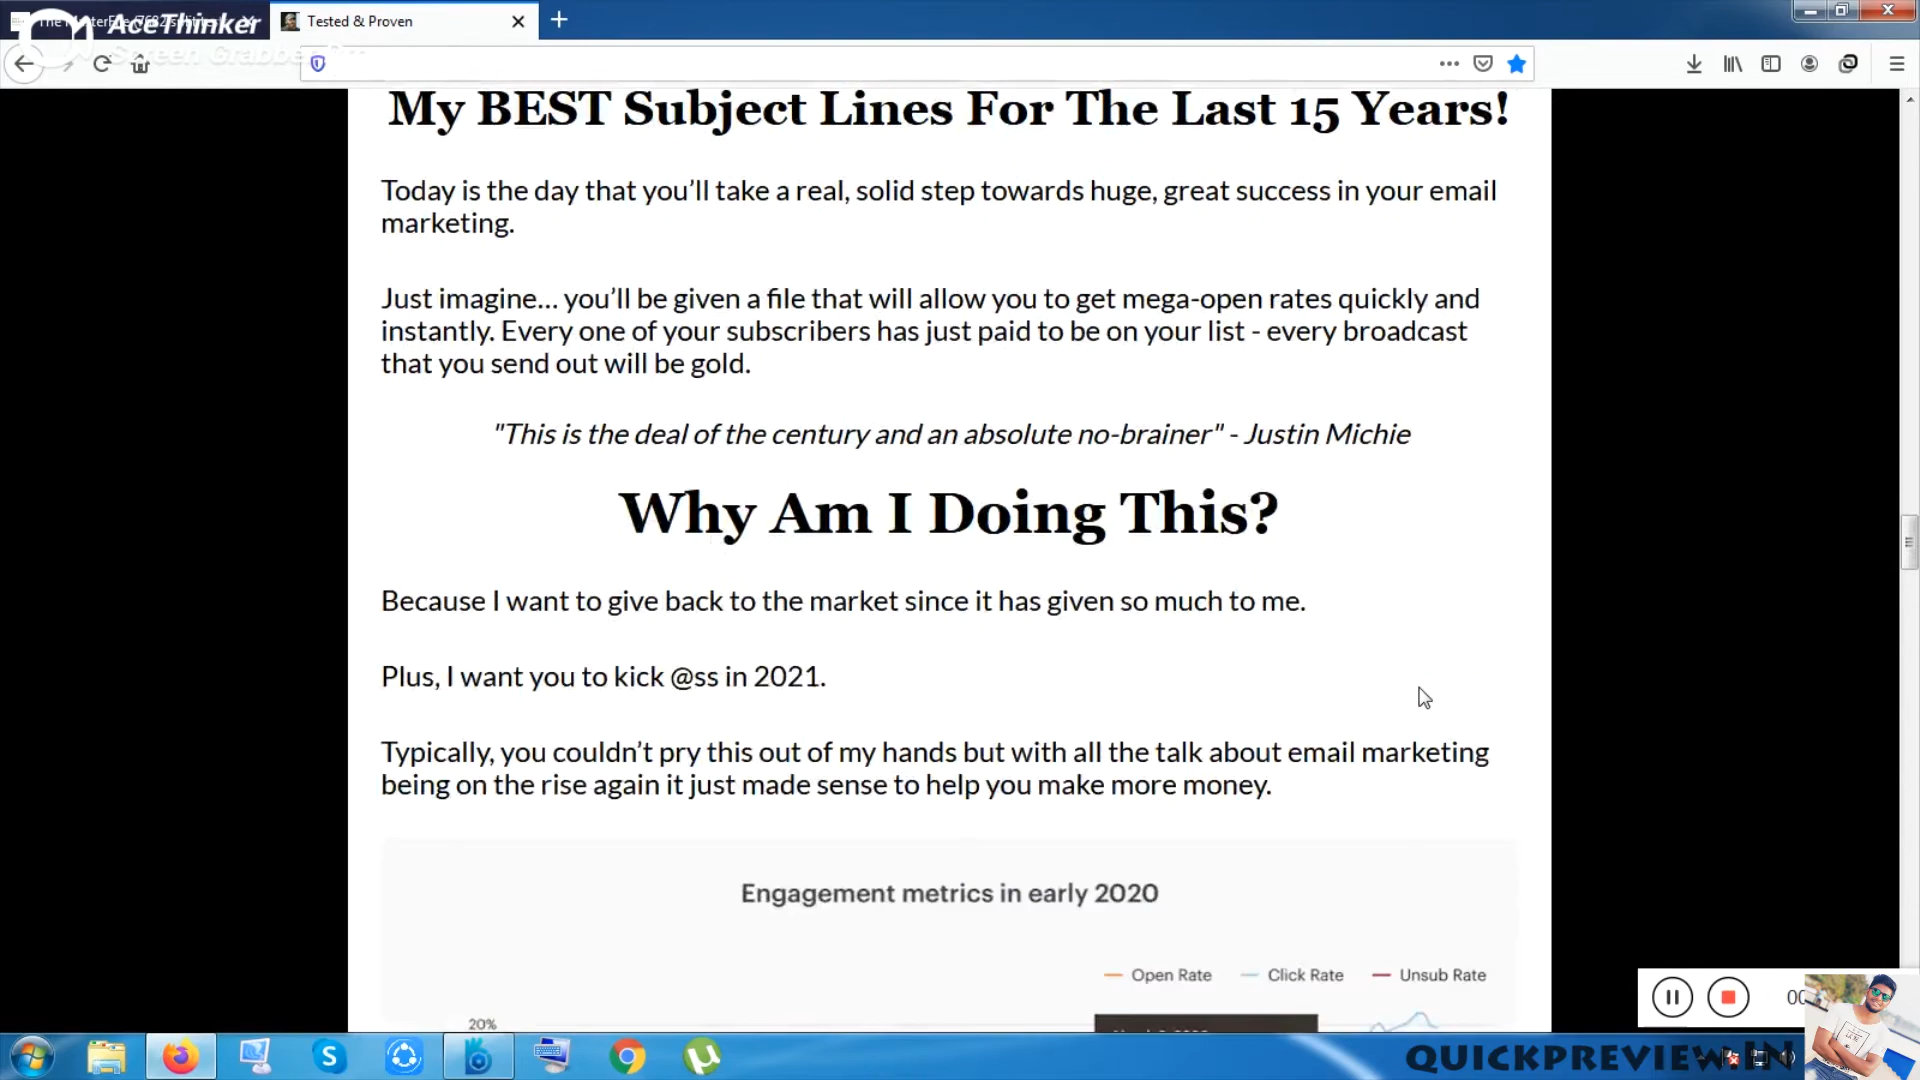 AceThinker
Screen Grabber Pro
Tested & Proven
My BEST Subject Lines For The Last 15 Years!
Today is the day that you’ll take a real, solid step towards huge, great success in your email
marketing.
Just imagine... you’ll be given a file that will allow you to get mega-open rates quickly and
instantly. Every one of your subscribers has just paid to be on your list - every broadcast
that you send out will be gold.
"This is the deal of the century and an absolute no-brainer" - Justin Michie
Why Am I Doing This?
Because I want to give back to the market since it has given so much to me.
Plus, I want you to kick @ss in 2021.
Typically, you couldn’t pry this out of my hands but with all the talk about email marketing
being on the rise again it just made sense to help you make more money.
Engagement metrics in early 2020
Open Rate Click Rate Unsub Rate
20%
QUICKPREVIEW.IN